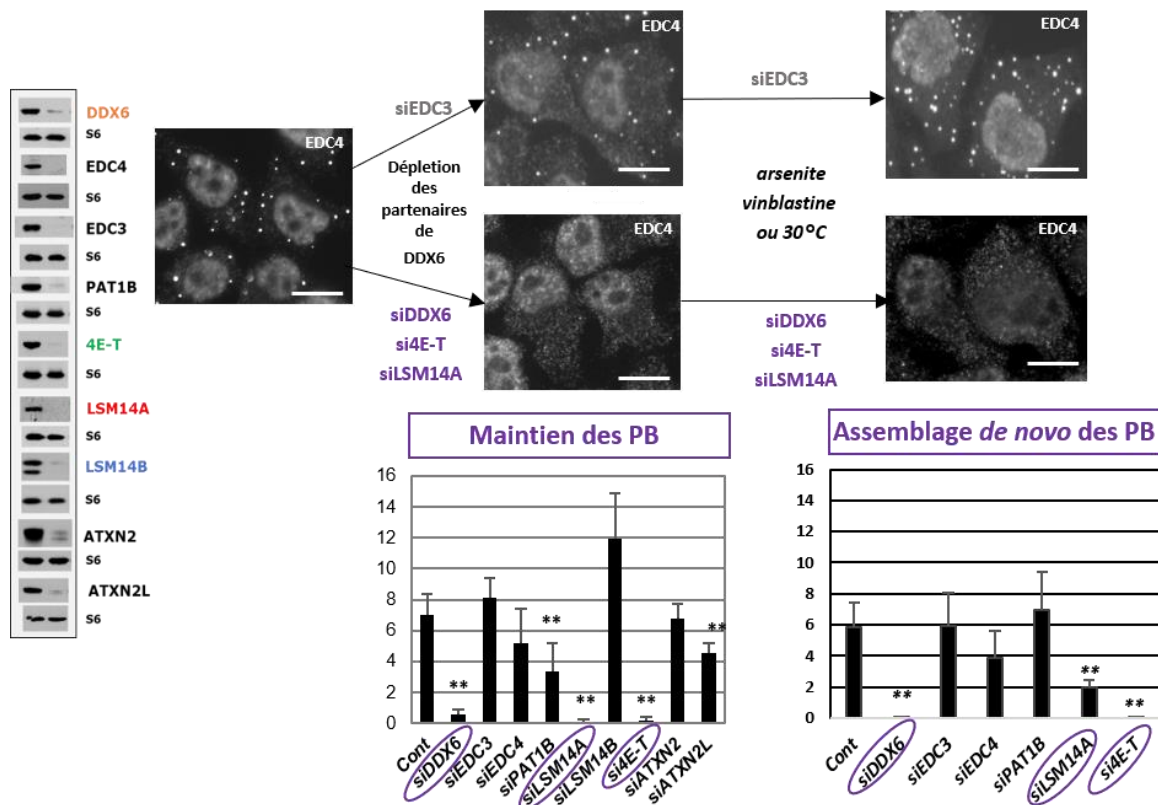 DDX6
S6
EDC4
S6
EDC3
S6
PAT1B
S6
4E-T
S6
LSM14A
S6
LSM14B
S6
ATXN2
S6
ATXN2L
S6
EDC4
siEDC3
Dépletion
des
partenaires
de
DDX6
siDDX6
si4E-T
siLSM14A
EDC4
EDC4
siEDC3
arsenite
vinblastine
ou 30°C
siDDX6
si4E-T
siLSM14A
EDC4
EDC4
Maintien des PB
16
14
12
10
8
6
4
2
0
**
**
**
**
**
Cont
siDDX6
siEDC3
siEDC4
siPAT1B
siLSM14A
siLSM14B
si4E-T
siATXN2
siATXN2L
Assemblage de novo des PB
16
14
12
10
8
6
4
2
0
**
**
**
Cont
siDDX6
siEDC3
siEDC4
siPAT1B
siLSM14A
si4E-T